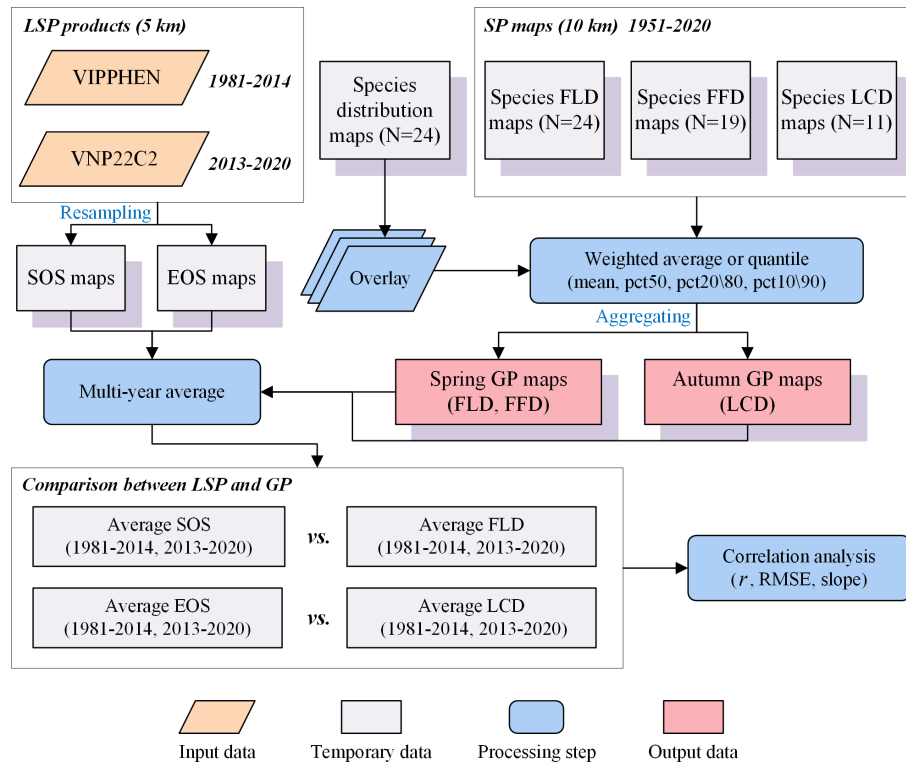 LSP products (5 km)
VIPPHEN
1981-2014
VNP22C2
2013-2020
SP maps (10 km) 1951-2020
Species
distribution
maps (N=24)
Species FLD
maps (N=24)
Species FFD
maps (N=19)
Species LCD
maps (N=11)
Resampling
SOS maps
EOS maps
Overlay
Weighted average or quantile
(mean, pct50, pct20\80, pct10\90)
Aggregating
Multi-year average
Spring GP maps
(FLD, FFD)
Autumn GP maps
(LCD)
Comparison between LSP and GP
Average SOS
(1981-2014, 2013-2020)
vs.
Average FLD
(1981-2014, 2013-2020)
Average EOS
(1981-2014, 2013-2020)
vs.
Average LCD
(1981-2014, 2013-2020)
Correlation analysis
(r, RMSE, slope)
Input data
Temporary data
Processing step
Output data